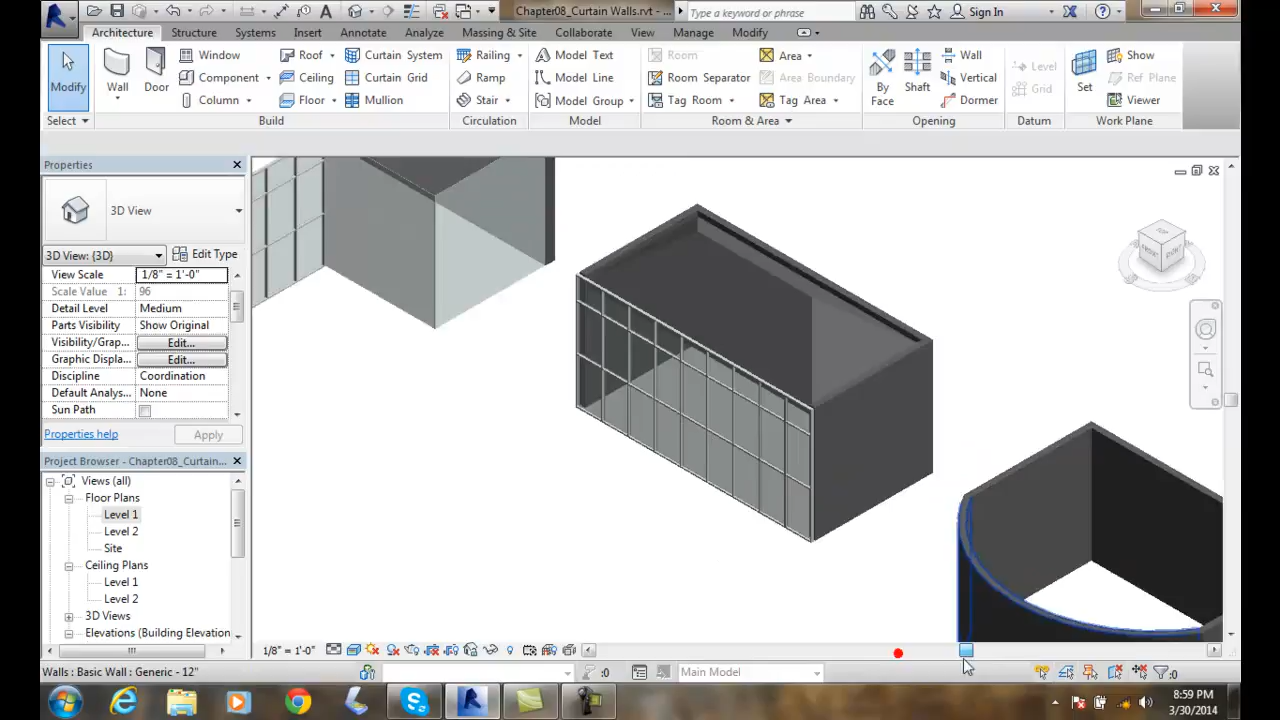 Chapter08_Curtain Walls.rvt - ...
Type a keyword or phrase
Sign In
Architecture
Structure
Systems
Insert
Annotate
Analyze
Massing & Site
Collaborate
View
Manage
Modify
Modify
Wall
Door
Window
Component
Column
Roof
Ceiling
Floor
Curtain System
Curtain Grid
Mullion
Railing
Ramp
Stair
Model Text
Model Line
Model Group
Room
Room Separator
Tag Room
Area
Area Boundary
Tag Area
By
Face
Shaft
Wall
Vertical
Dormer
Level
Grid
Set
Show
Ref Plane
Viewer
Select
Build
Circulation
Model
Room & Area
Opening
Datum
Work Plane
Properties
3D View
3D View: {3D}
Edit Type
View Scale
1/8" = 1'-0"
Scale Value 1:
96
Detail Level
Medium
Parts Visibility
Show Original
Visibility/Grap...
Edit...
Graphic Displa...
Edit...
Discipline
Coordination
Default Analys...
None
Sun Path
Properties help
Apply
Project Browser - Chapter08_Curtain...
Views (all)
Floor Plans
Level 1
Level 2
Site
Ceiling Plans
Level 1
Level 2
3D Views
Elevations (Building Elevation
TOP
1/8" = 1'-0"
Walls : Basic Wall : Generic - 12"
:0
Main Model
:0
8:59 PM
3/30/2014